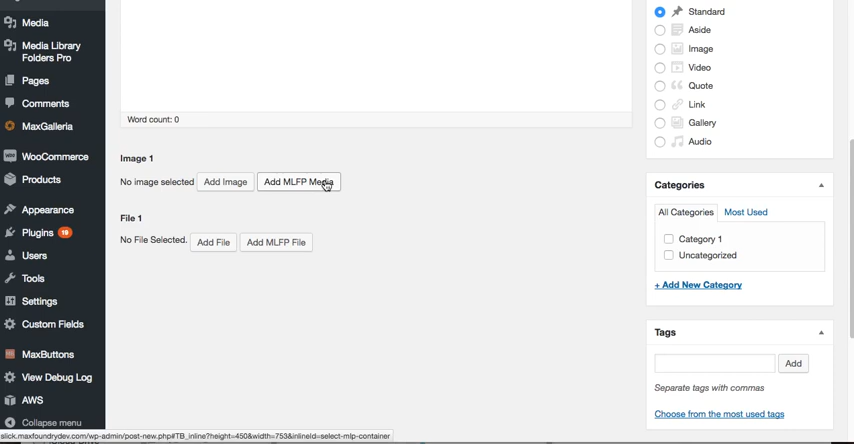 Media
Media Library
Folders Pro
Pages
Comments
MaxGalleria
WooCommerce
Products
Appearance
Plugins 19
Users
Tools
Settings
Custom Fields
MaxButtons
View Debug Log
AWS
Collapse menu
Word count: 0
Image 1
No image selected Add Image Add MLFP Media
File 1
No File Selected. Add File Add MLFP File
Standard
Aside
Image
Video
Quote
Link
Gallery
Audio
Categories
All Categories Most Used
Category 1
Uncategorized
+ Add New Category
Tags
Add
Separate tags with commas
Choose from the most used tags
slick.maxfoundrydev.com/wp-admin/post-new.php#TB_inline?height=450&width=753&inlineId=select-mlp-container